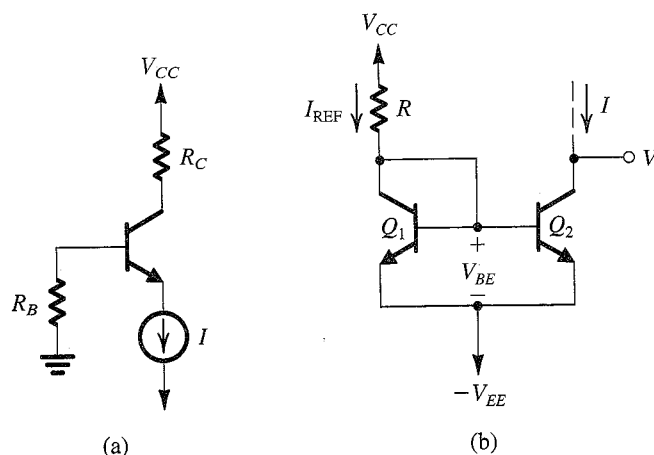 V_CC
R_C
R_B
I
(a)
V_CC
I_REF
R
I
V
Q_1
Q_2
+
V_BE
−
−V_EE
(b)